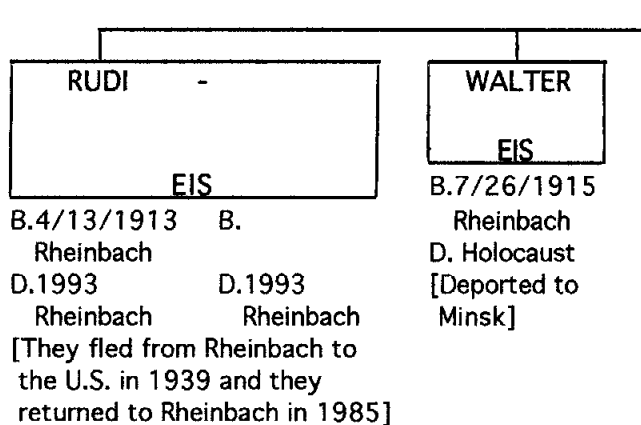 RUDI -
EIS
B.4/13/1913 B.
Rheinbach
D.1993 D.1993
Rheinbach Rheinbach
[They fled from Rheinbach to
the U.S. in 1939 and they
returned to Rheinbach in 1985]
WALTER
EIS
B.7/26/1915
Rheinbach
D. Holocaust
[Deported to
Minsk]